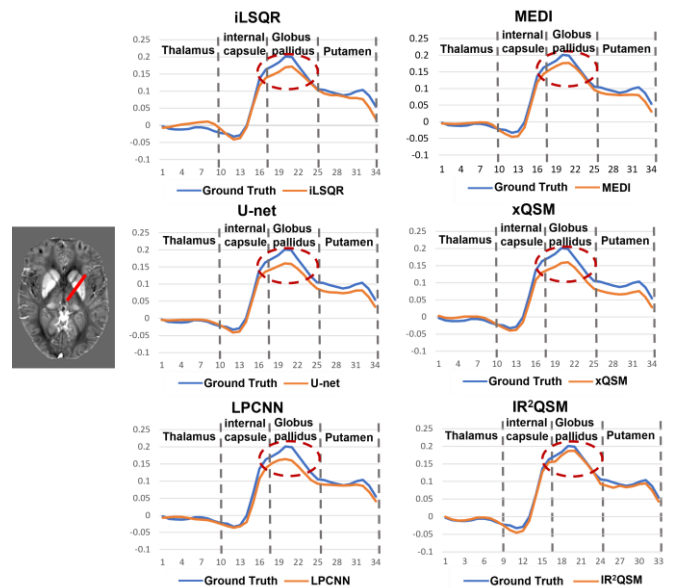 iLSQR
internal capsule
Globus pallidus
Thalamus
Putamen
0.25
0.2
0.15
0.1
0.05
0
-0.05
-0.1
1 4 7 10 13 16 19 22 25 28 31 34
Ground Truth iLSQR
MEDI
internal capsule
Globus pallidus
Thalamus
Putamen
0.25
0.2
0.15
0.1
0.05
0
-0.05
-0.1
1 4 7 10 13 16 19 22 25 28 31 34
Ground Truth MEDI
U-net
internal capsule
Globus pallidus
Thalamus
Putamen
0.25
0.2
0.15
0.1
0.05
0
-0.05
-0.1
1 4 7 10 13 16 19 22 25 28 31 34
Ground Truth U-net
xQSM
internal capsule
Globus pallidus
Thalamus
Putamen
0.25
0.2
0.15
0.1
0.05
0
-0.05
-0.1
1 4 7 10 13 16 19 22 25 28 31 34
Ground Truth xQSM
LPCNN
internal capsule
Globus pallidus
Thalamus
Putamen
0.25
0.2
0.15
0.1
0.05
0
-0.05
-0.1
1 4 7 10 13 16 19 22 25 28 31 34
Ground Truth LPCNN
IR²QSM
internal capsule
Globus pallidus
Thalamus
Putamen
0.25
0.2
0.15
0.1
0.05
0
-0.05
-0.1
1 3 6 9 12 15 18 21 24 27 30 33
Ground Truth IR²QSM